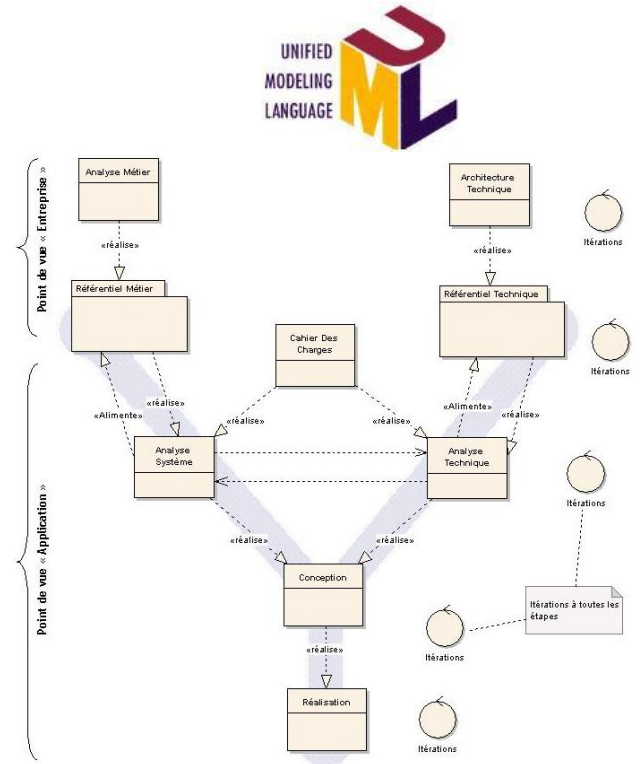 UNIFIED
MODELING
LANGUAGE
UML
Point de vue « Entreprise »
Analyse Métier
Architecture
Technique
Itérations
«réalise»
«réalise»
Référentiel Métier
Référentiel Technique
Cahier Des
Charges
Itérations
Point de vue « Application »
«Alimente»
«réalise»
«réalise»
«réalise»
«Alimente»
«réalise»
Analyse
Système
Analyse
Technique
Itérations
«réalise»
«réalise»
Conception
Itérations à toutes les
étapes
Itérations
«réalise»
Réalisation
Itérations